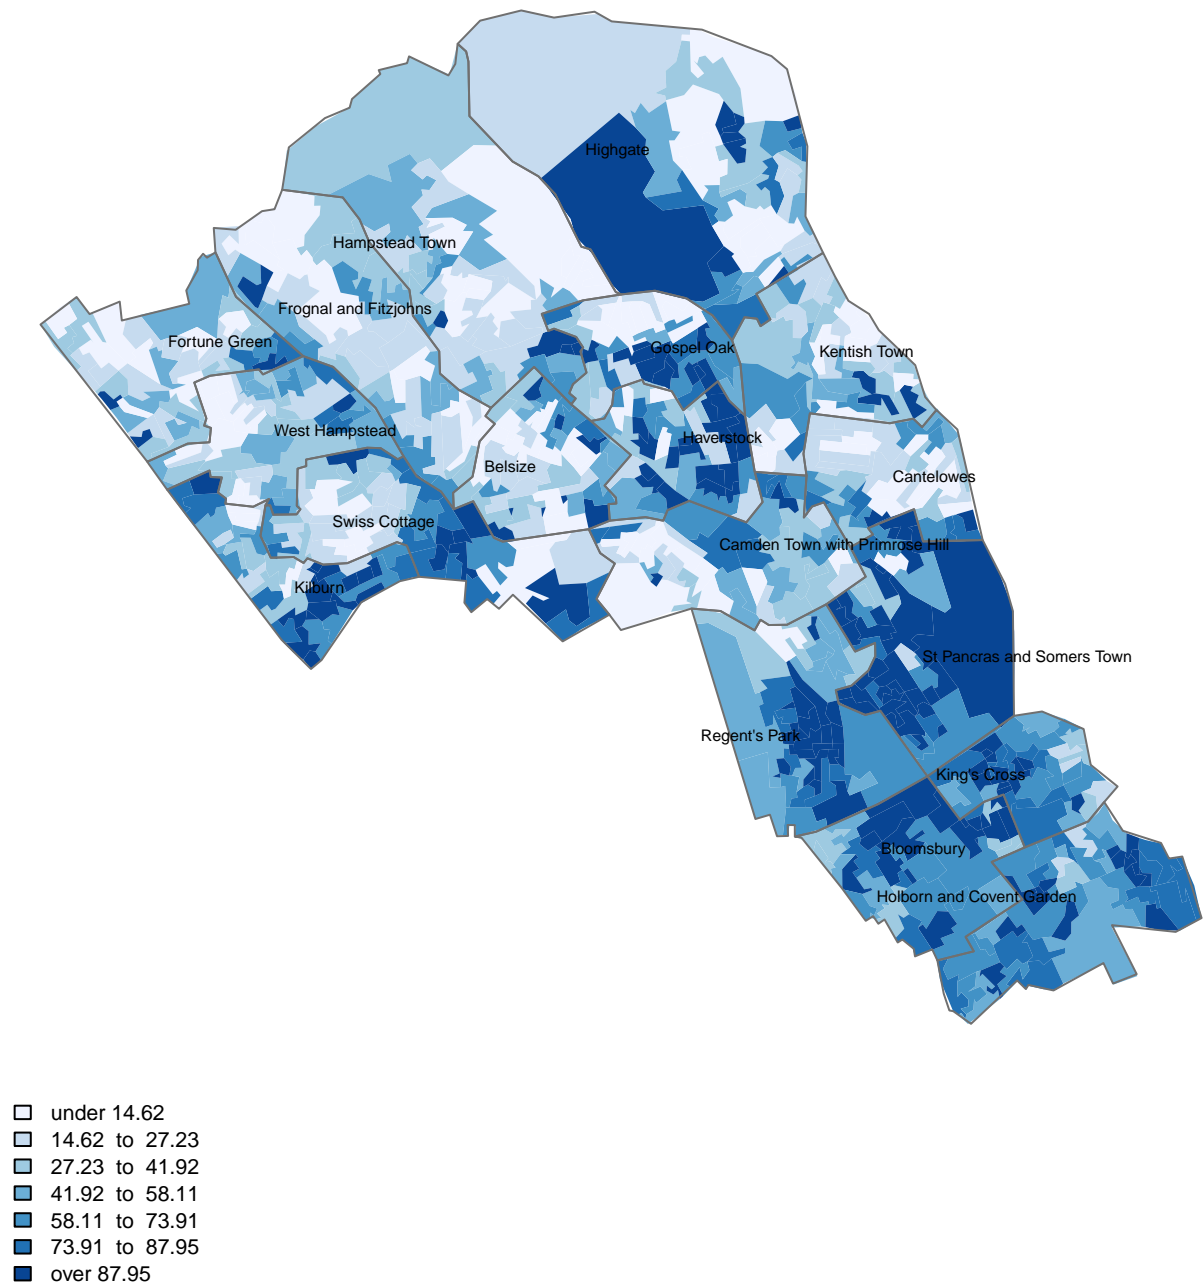 Highgate
Hampstead Town
Frognal and Fitzjohns
Fortune Green
Gospel Oak
Kentish Town
West Hampstead
Haverstock
Belsize
Cantelowes
Swiss Cottage
Camden Town with Primrose Hill
Kilburn
St Pancras and Somers Town
Regent's Park
King's Cross
Bloomsbury
Holborn and Covent Garden
under 14.62
14.62 to 27.23
27.23 to 41.92
41.92 to 58.11
58.11 to 73.91
73.91 to 87.95
over 87.95